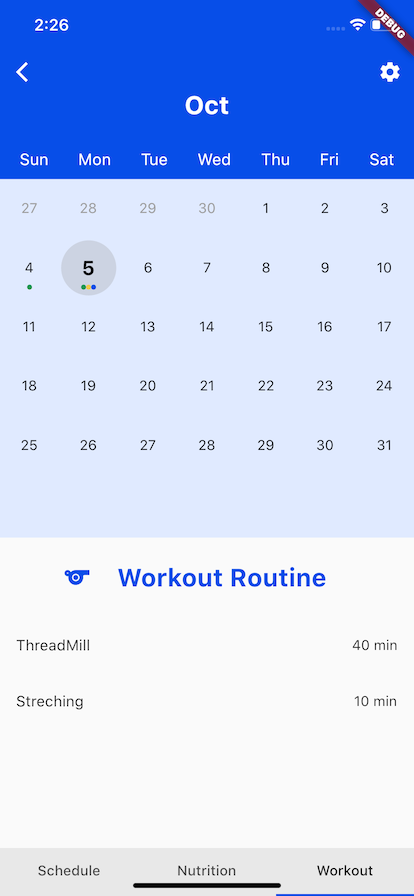 2:26
DEBUG
Oct
Sun Mon Tue Wed Thu Fri Sat
27 28 29 30 1 2 3
4 5 6 7 8 9 10
11 12 13 14 15 16 17
18 19 20 21 22 23 24
25 26 27 28 29 30 31
Workout Routine
ThreadMill 40 min
Streching 10 min
Schedule Nutrition Workout